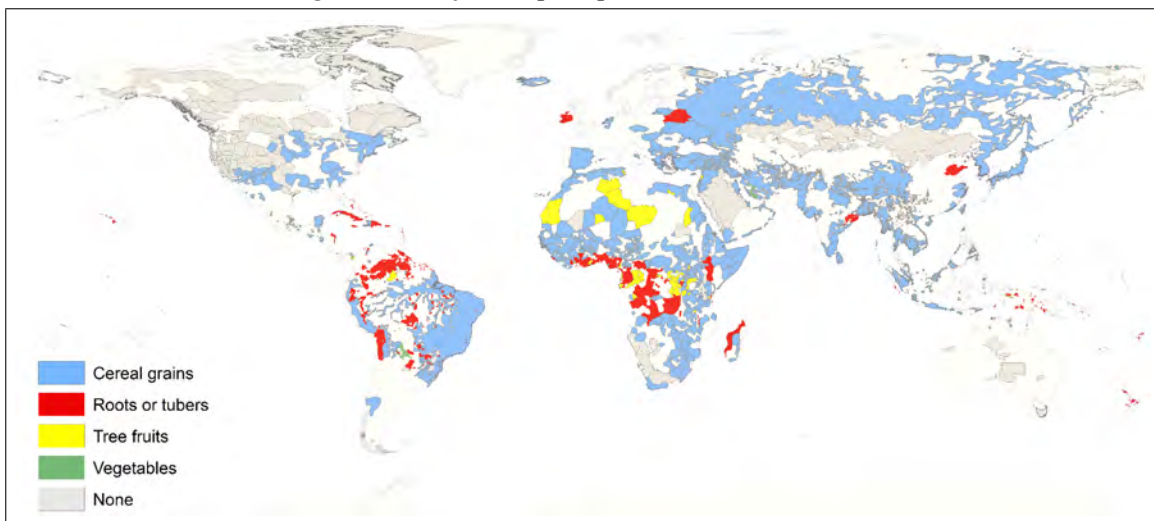 Cereal grains
Roots or tubers
Tree fruits
Vegetables
None